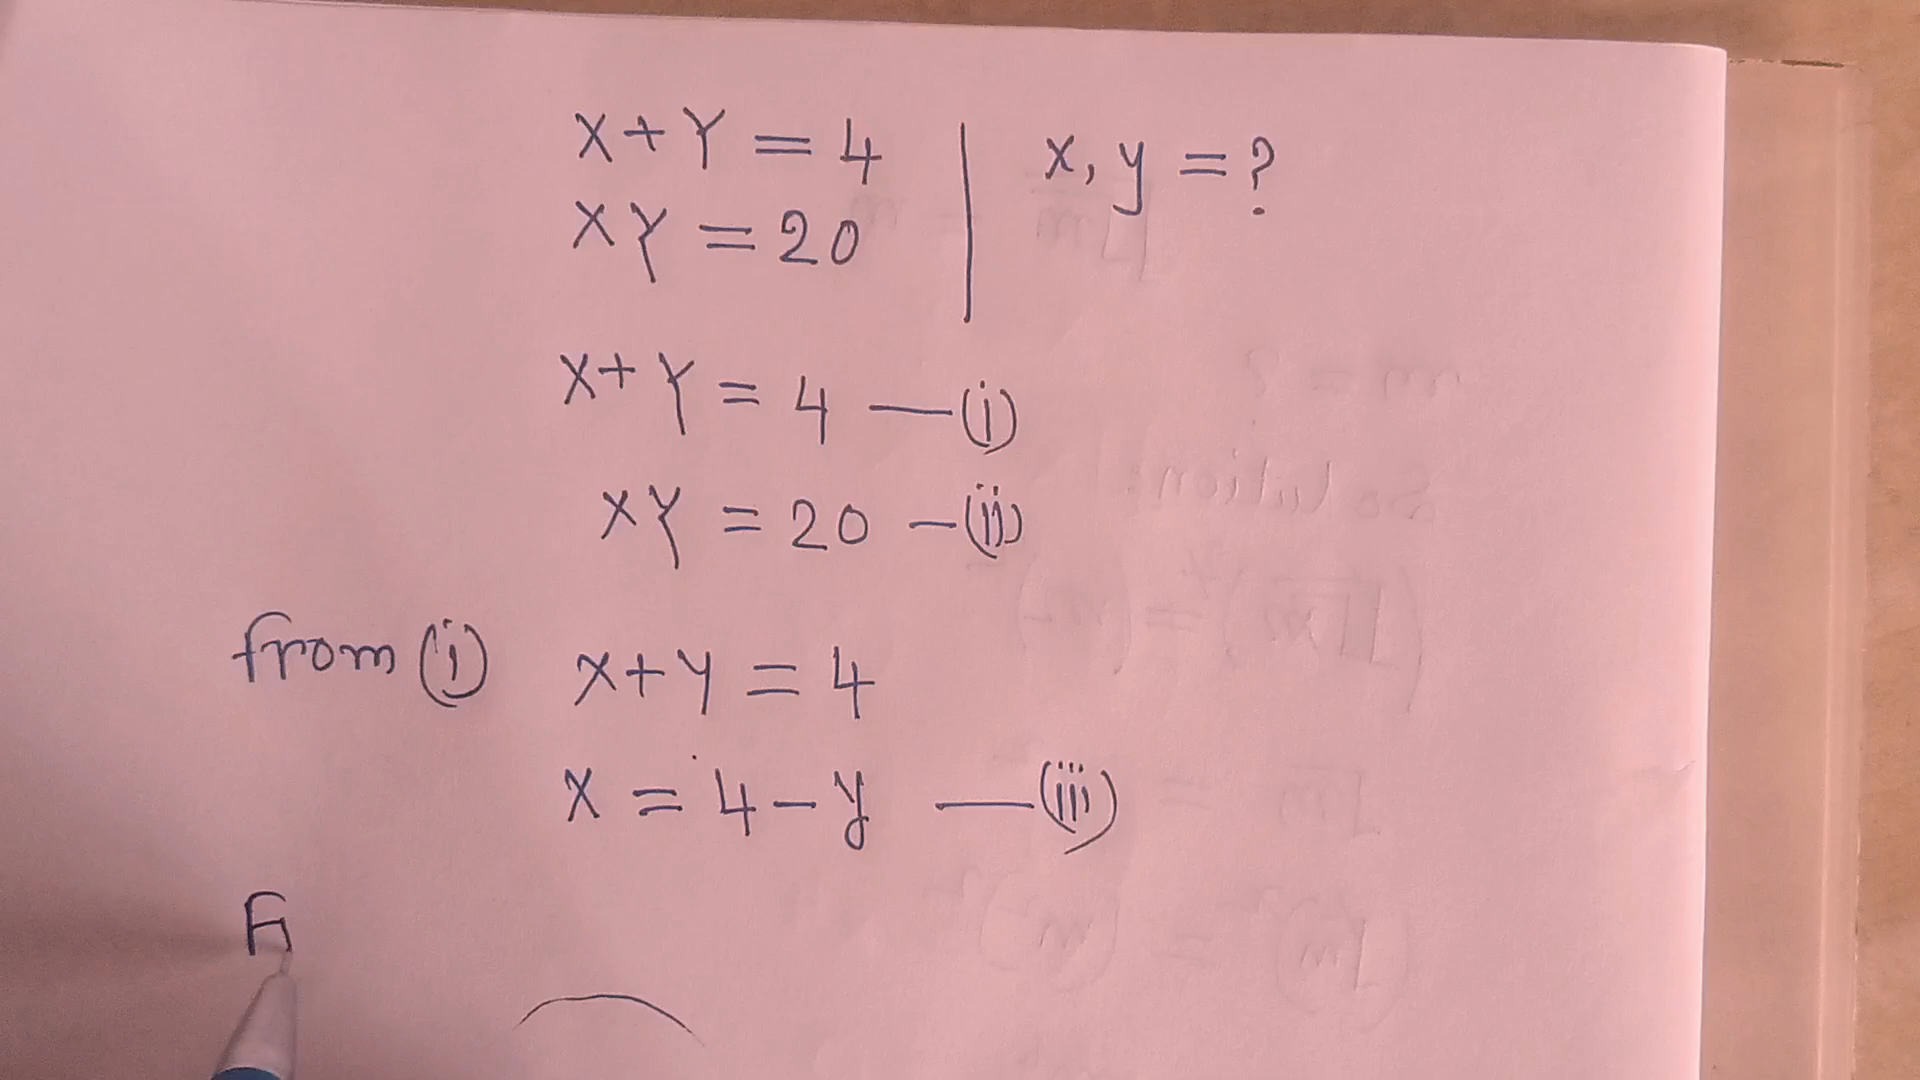 X+Y = 4 | x, y = ?
XY = 20
X+Y = 4 —(i)
XY = 20 —(ii)
from (i) X+Y = 4
X = 4 - y —(iii)